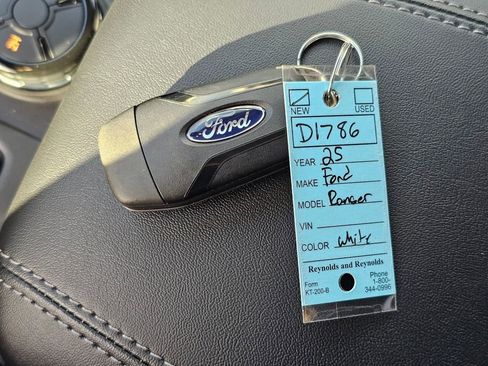 Ford
NEW USED
D1786
YEAR 25
MAKE Ford
MODEL Ranger
VIN
COLOR White
Reynolds and Reynolds
Form
KT-200-B
Phone
1-800-
344-0996